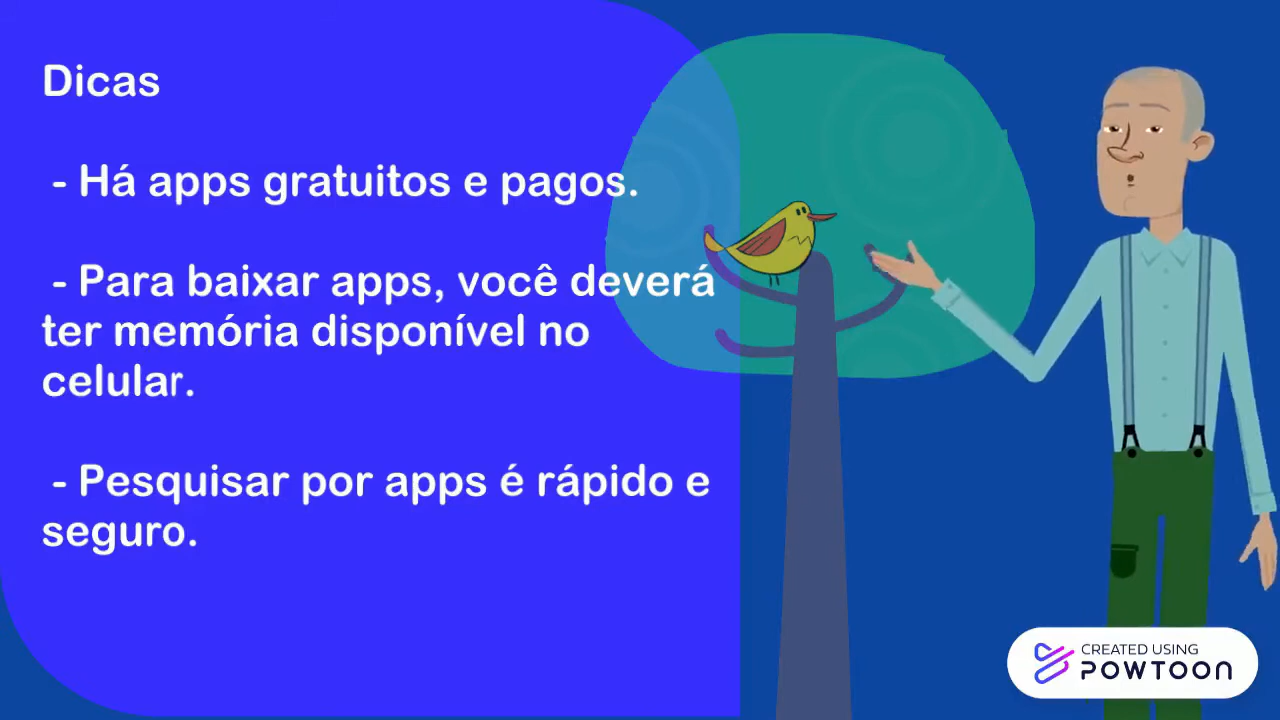 Dicas
- Há apps gratuitos e pagos.
- Para baixar apps, você deverá
ter memória disponível no
celular.
- Pesquisar por apps é rápido e
seguro.
CREATED USING
POWTOON